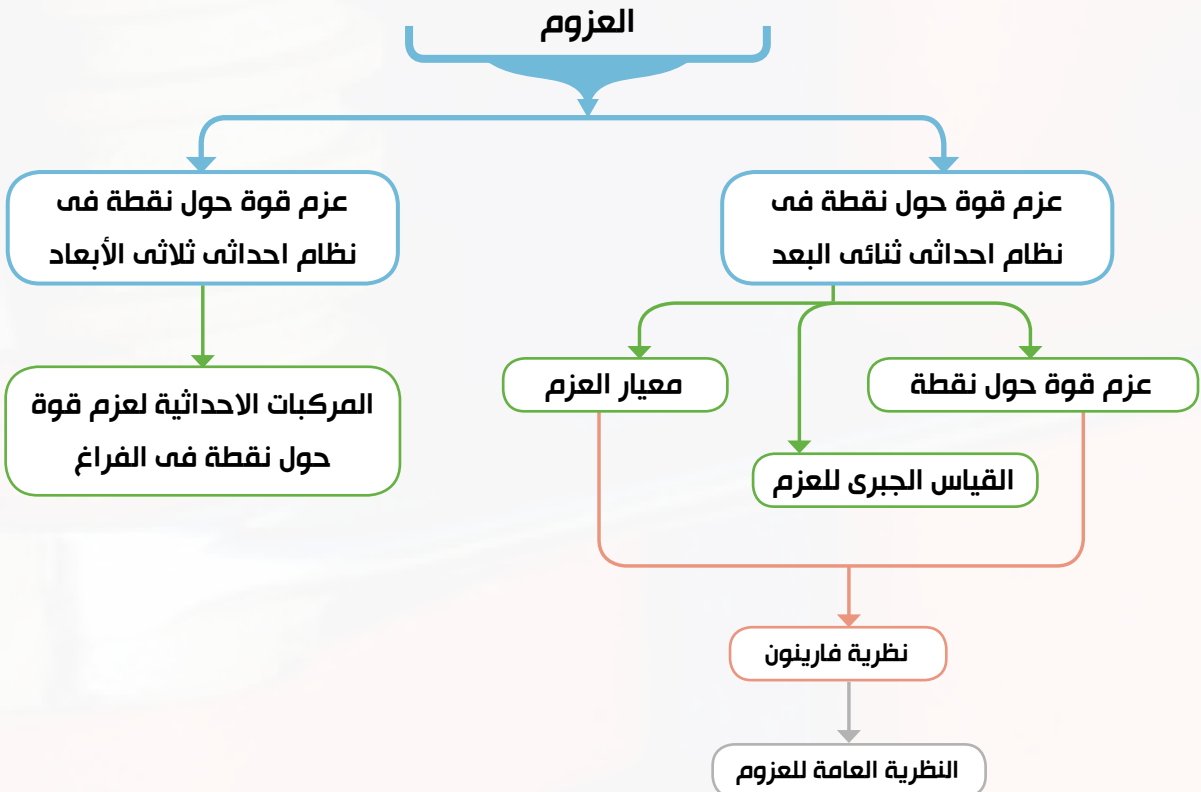 العزوم
عزم قوة حول نقطة فى
نظام احداثى ثنائى البعد
عزم قوة حول نقطة فى
نظام احداثى ثلاثى الأبعاد
عزم قوة حول نقطة
معيار العزم
القياس الجبرى للعزم
المركبات الاحداثية لعزم قوة
حول نقطة فى الفراغ
نظرية فارينون
النظرية العامة للعزوم